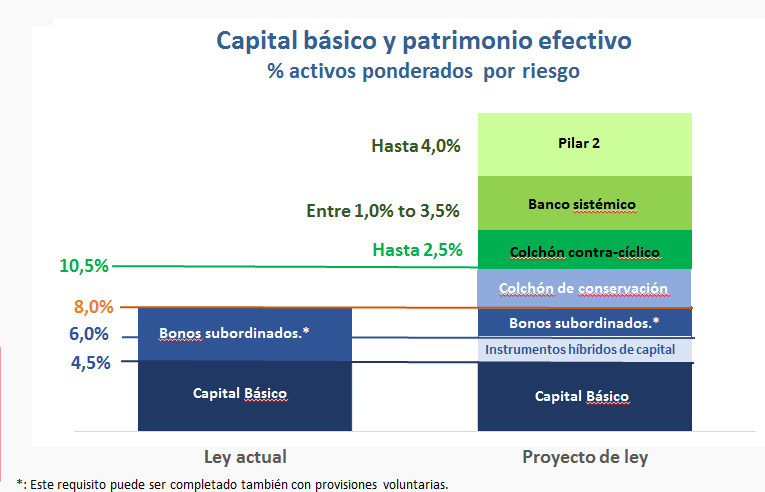 Capital básico y patrimonio efectivo
% activos ponderados por riesgo
Hasta 4,0%
Pilar 2
Entre 1,0% to 3,5%
Banco sistémico
Hasta 2,5%
Colchón contra-cíclico
10,5%
Colchón de conservación
8,0%
Bonos subordinados.*
Bonos subordinados.*
6,0%
Instrumentos híbridos de capital
4,5%
Capital Básico
Capital Básico
Ley actual
Proyecto de ley
*: Este requisito puede ser completado también con provisiones voluntarias.